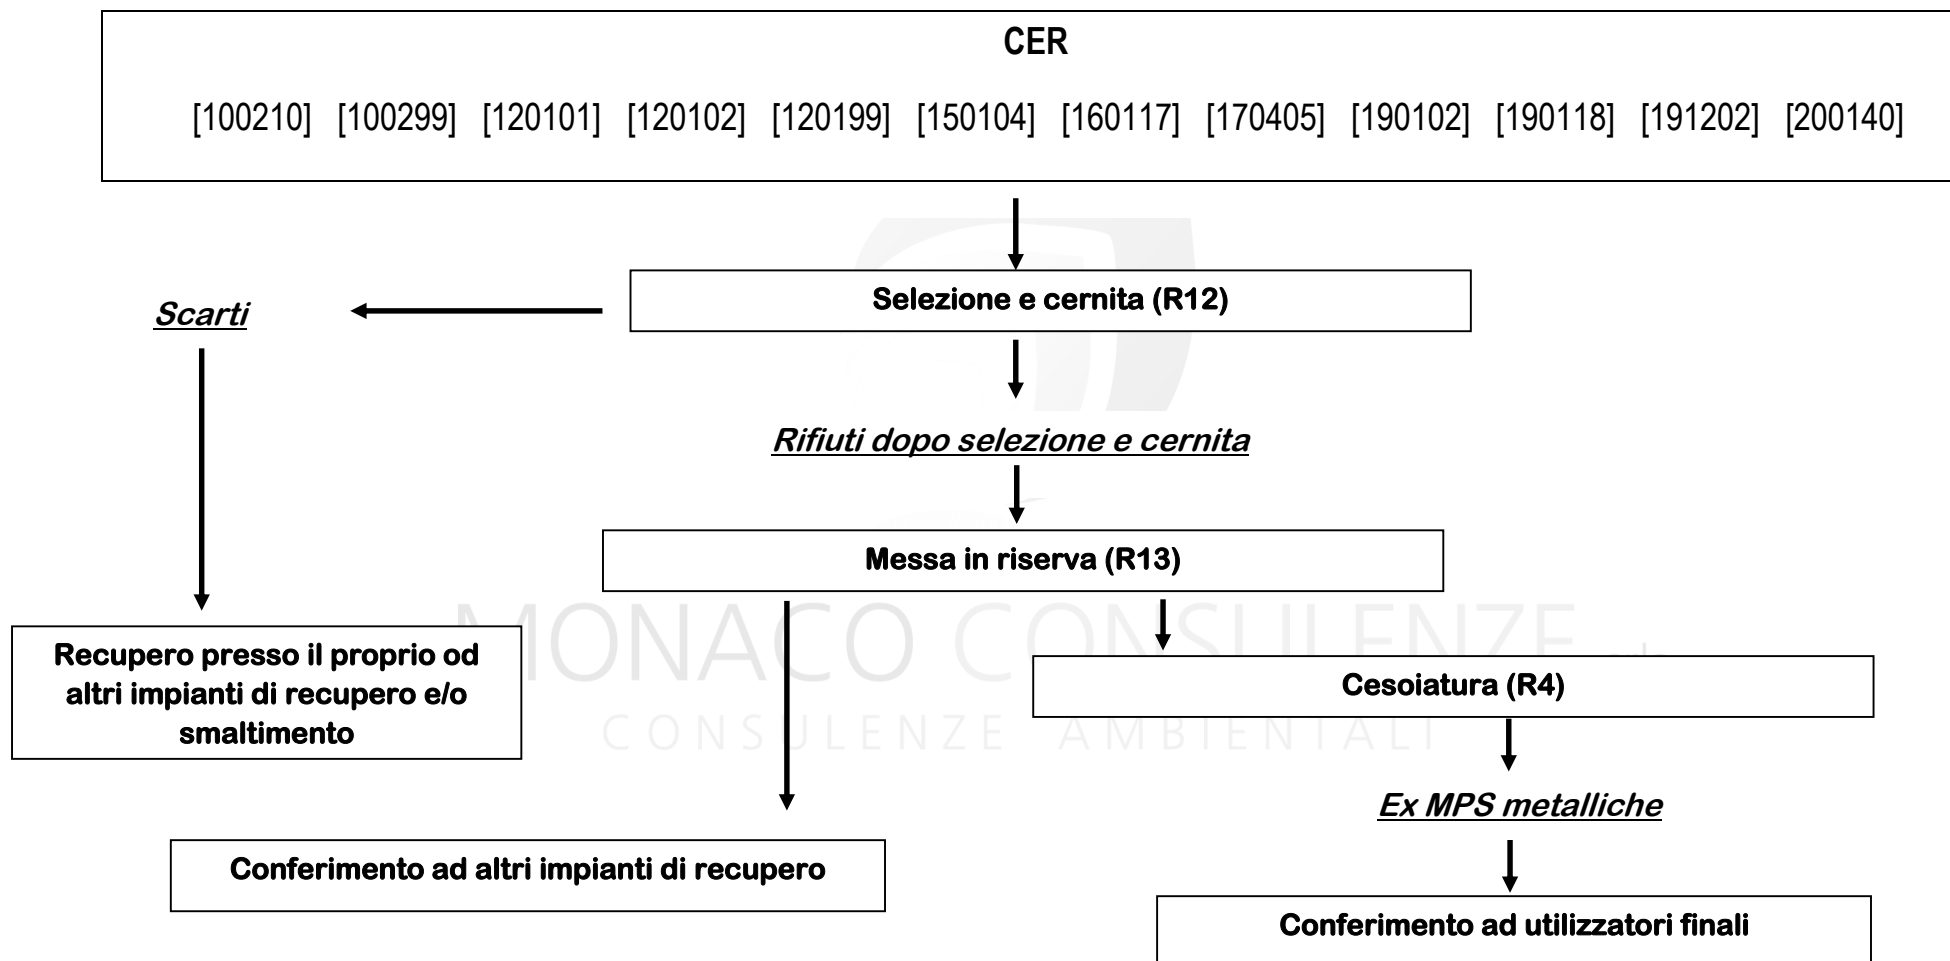 CER
[100210] [100299] [120101] [120102] [120199] [150104] [160117] [170405] [190102] [190118] [191202] [200140]
Selezione e cernita (R12)
Scarti
Rifiuti dopo selezione e cernita
Messa in riserva (R13)
MONACO CONSULENZE
Recupero presso il proprio od
altri impianti di recupero e/o
smaltimento
Cesoiatura (R4)
CONSULENZE AMBIENTALI
Ex MPS metalliche
Conferimento ad altri impianti di recupero
Conferimento ad utilizzatori finali